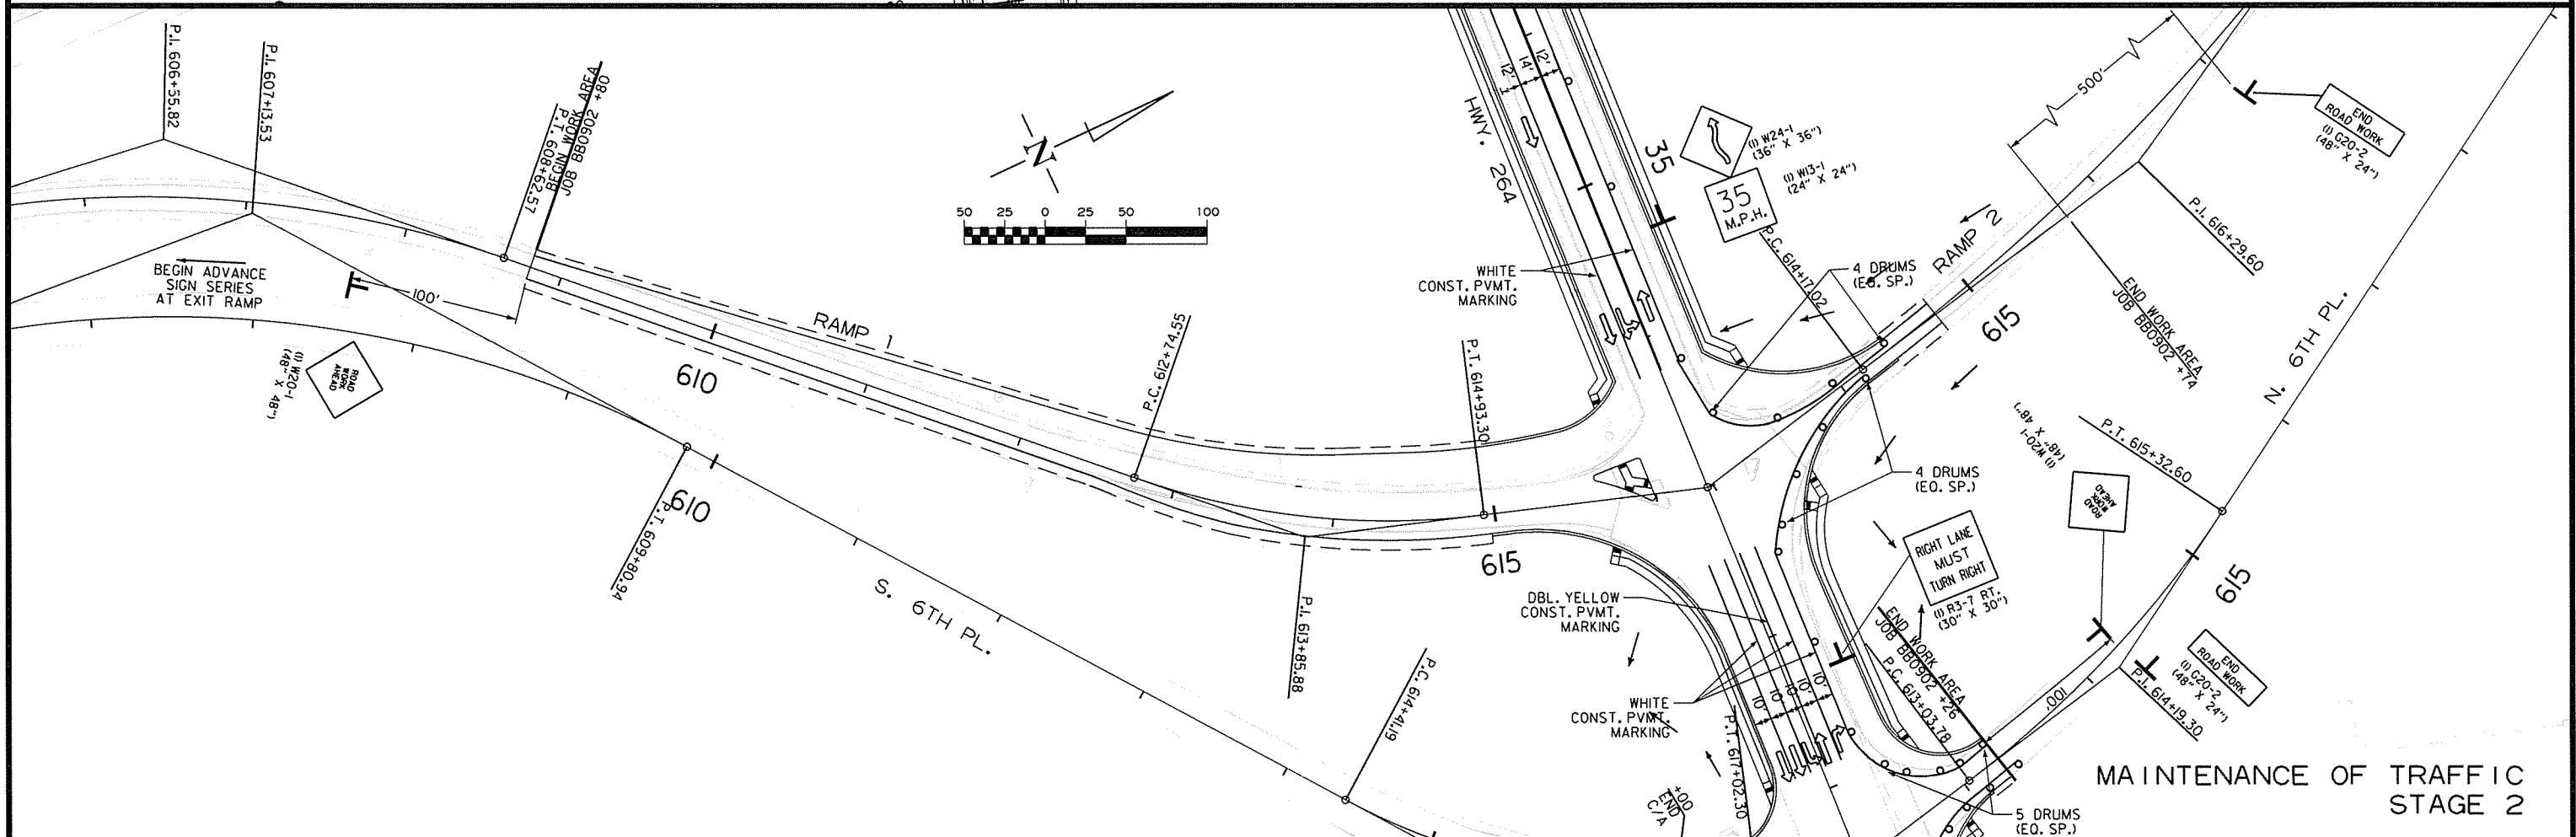 P.I. 606+55.82
P.I. 607+13.53
P.T. 608+62.57
BEGIN WORK AREA
JOB BB0902 +80
BEGIN ADVANCE
SIGN SERIES
AT EXIT RAMP
100'
ROAD
WORK
AHEAD
(1) W20-1
(48" X 48")
RAMP 1
610
610
P.T. 609+80.94
N
50 25 0 25 50 100
S. 6TH PL.
P.C. 612+74.55
P.T. 614+93.30
P.I. 613+85.88
P.C. 614+41.19
615
HWY. 264
12'
14'
12'
35
35
M.P.H.
(1) W24-1
(36" X 36")
(1) W13-1
(24" X 24")
P.C. 614+17.02
WHITE
CONST. PVMT.
MARKING
4 DRUMS
(EQ. SP.)
RAMP 2
615
500'
END
ROAD WORK
(1) G20-2
(48" X 24")
P.I. 616+29.60
END WORK AREA
JOB BB0902 +74
N. 6TH PL.
4 DRUMS
(EQ. SP.)
(1) W20-1
(48" X 48")
ROAD
WORK
AHEAD
P.T. 615+32.60
615
RIGHT LANE
MUST
TURN RIGHT
(1) R3-7 RT.
(30" X 30")
END WORK AREA
JOB BB0902 +26
P.C. 613+03.78
DBL. YELLOW
CONST. PVMT.
MARKING
WHITE
CONST. PVMT.
MARKING
10'
10'
10'
10'
P.T. 617+02.30
+00
END
C/A
100'
END
ROAD WORK
(1) G20-2
(48" X 24")
P.I. 614+19.30
5 DRUMS
(EQ. SP.)
MAINTENANCE OF TRAFFIC
STAGE 2